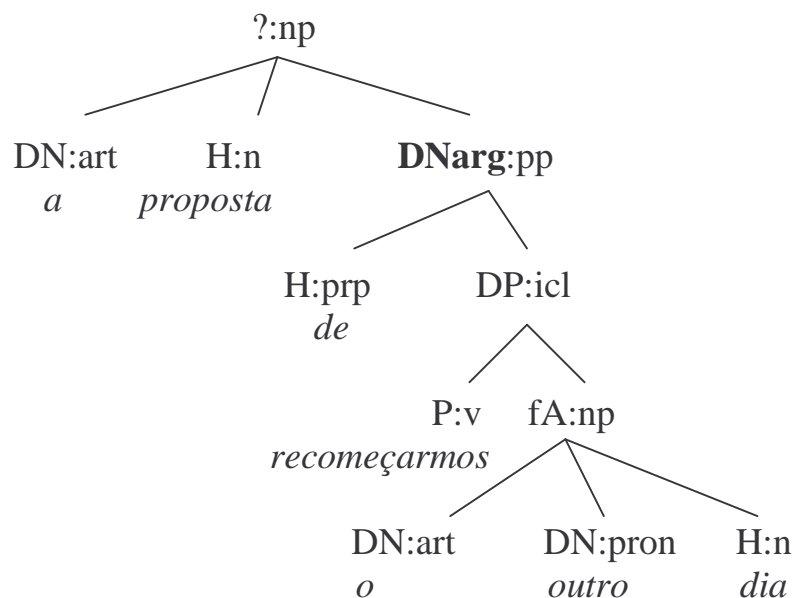 ?:np
DN:art H:n DNarg:pp
a proposta
H:prp DP:icl
de
P:v fA:np
recomeçarmos
DN:art DN:pron H:n
o outro dia